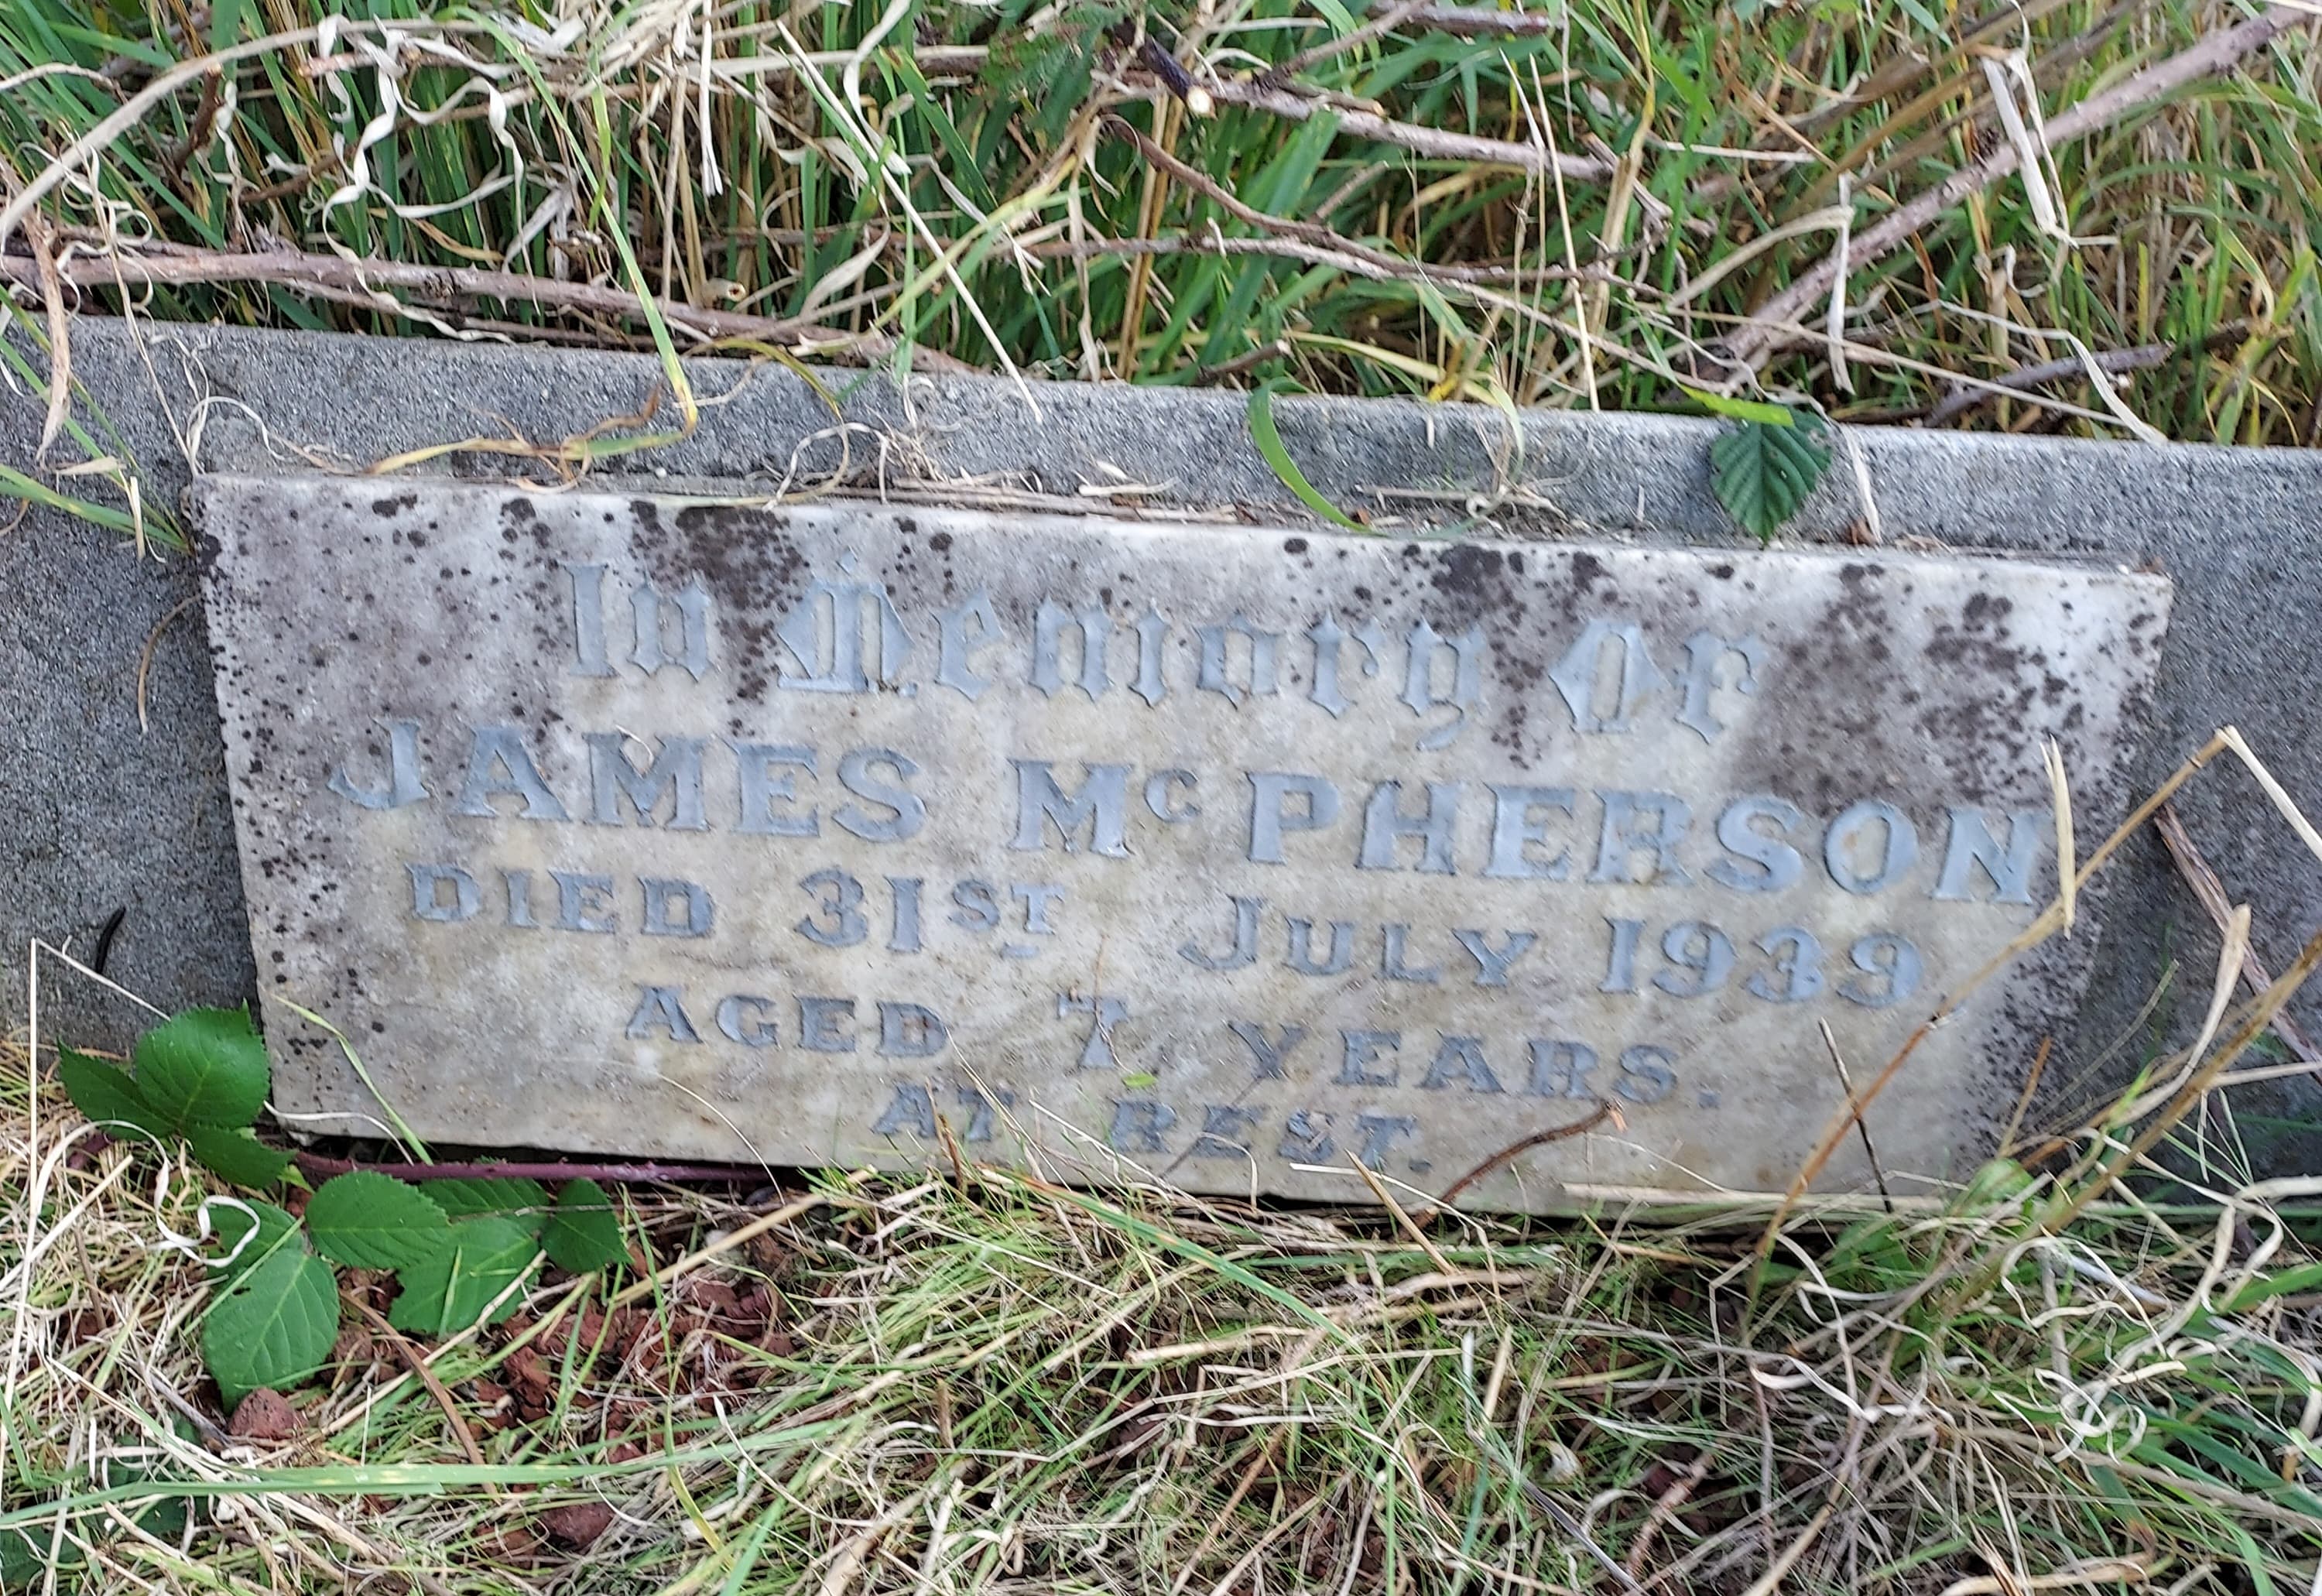 In Memory Of
JAMES McPHERSON
DIED 31ST JULY 1939
AGED 7 YEARS.
AT REST.